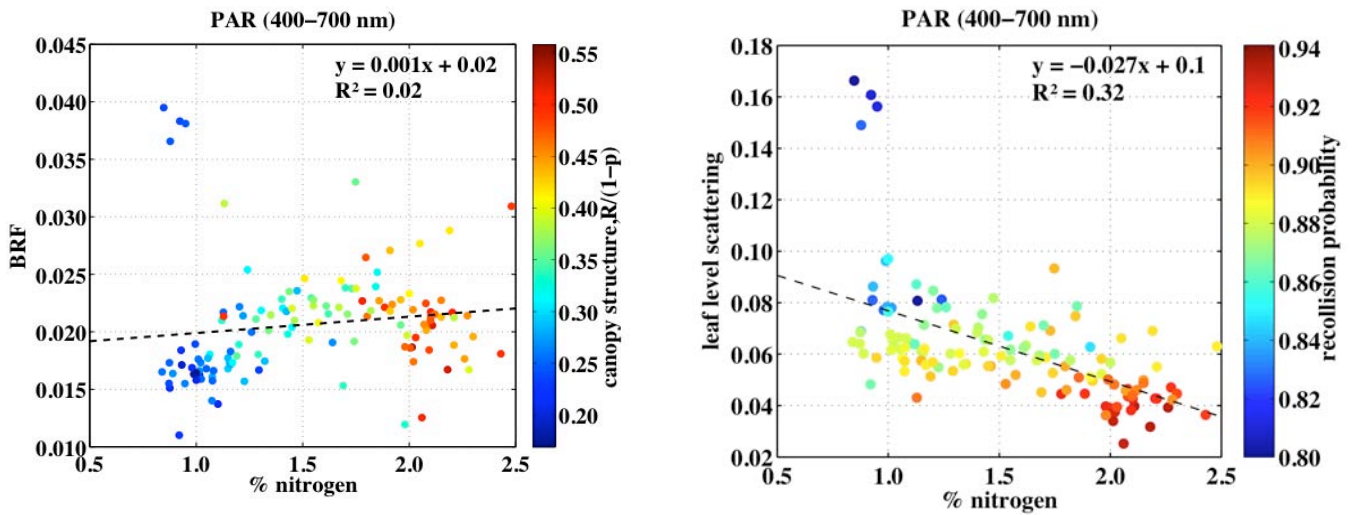 PAR (400−700 nm)
0.045
0.040
0.035
0.030
0.025
0.020
0.015
0.010
BRF
y = 0.001x + 0.02
R² = 0.02
0.5 1.0 1.5 2.0 2.5
% nitrogen
0.55
0.50
0.45
0.40
0.35
0.30
0.25
0.20
canopy structure,R/(1−p)
PAR (400−700 nm)
0.18
0.16
0.14
0.12
0.10
0.08
0.06
0.04
0.02
leaf level scattering
y = −0.027x + 0.1
R² = 0.32
0.5 1.0 1.5 2.0 2.5
% nitrogen
0.94
0.92
0.90
0.88
0.86
0.84
0.82
0.80
recollision probability